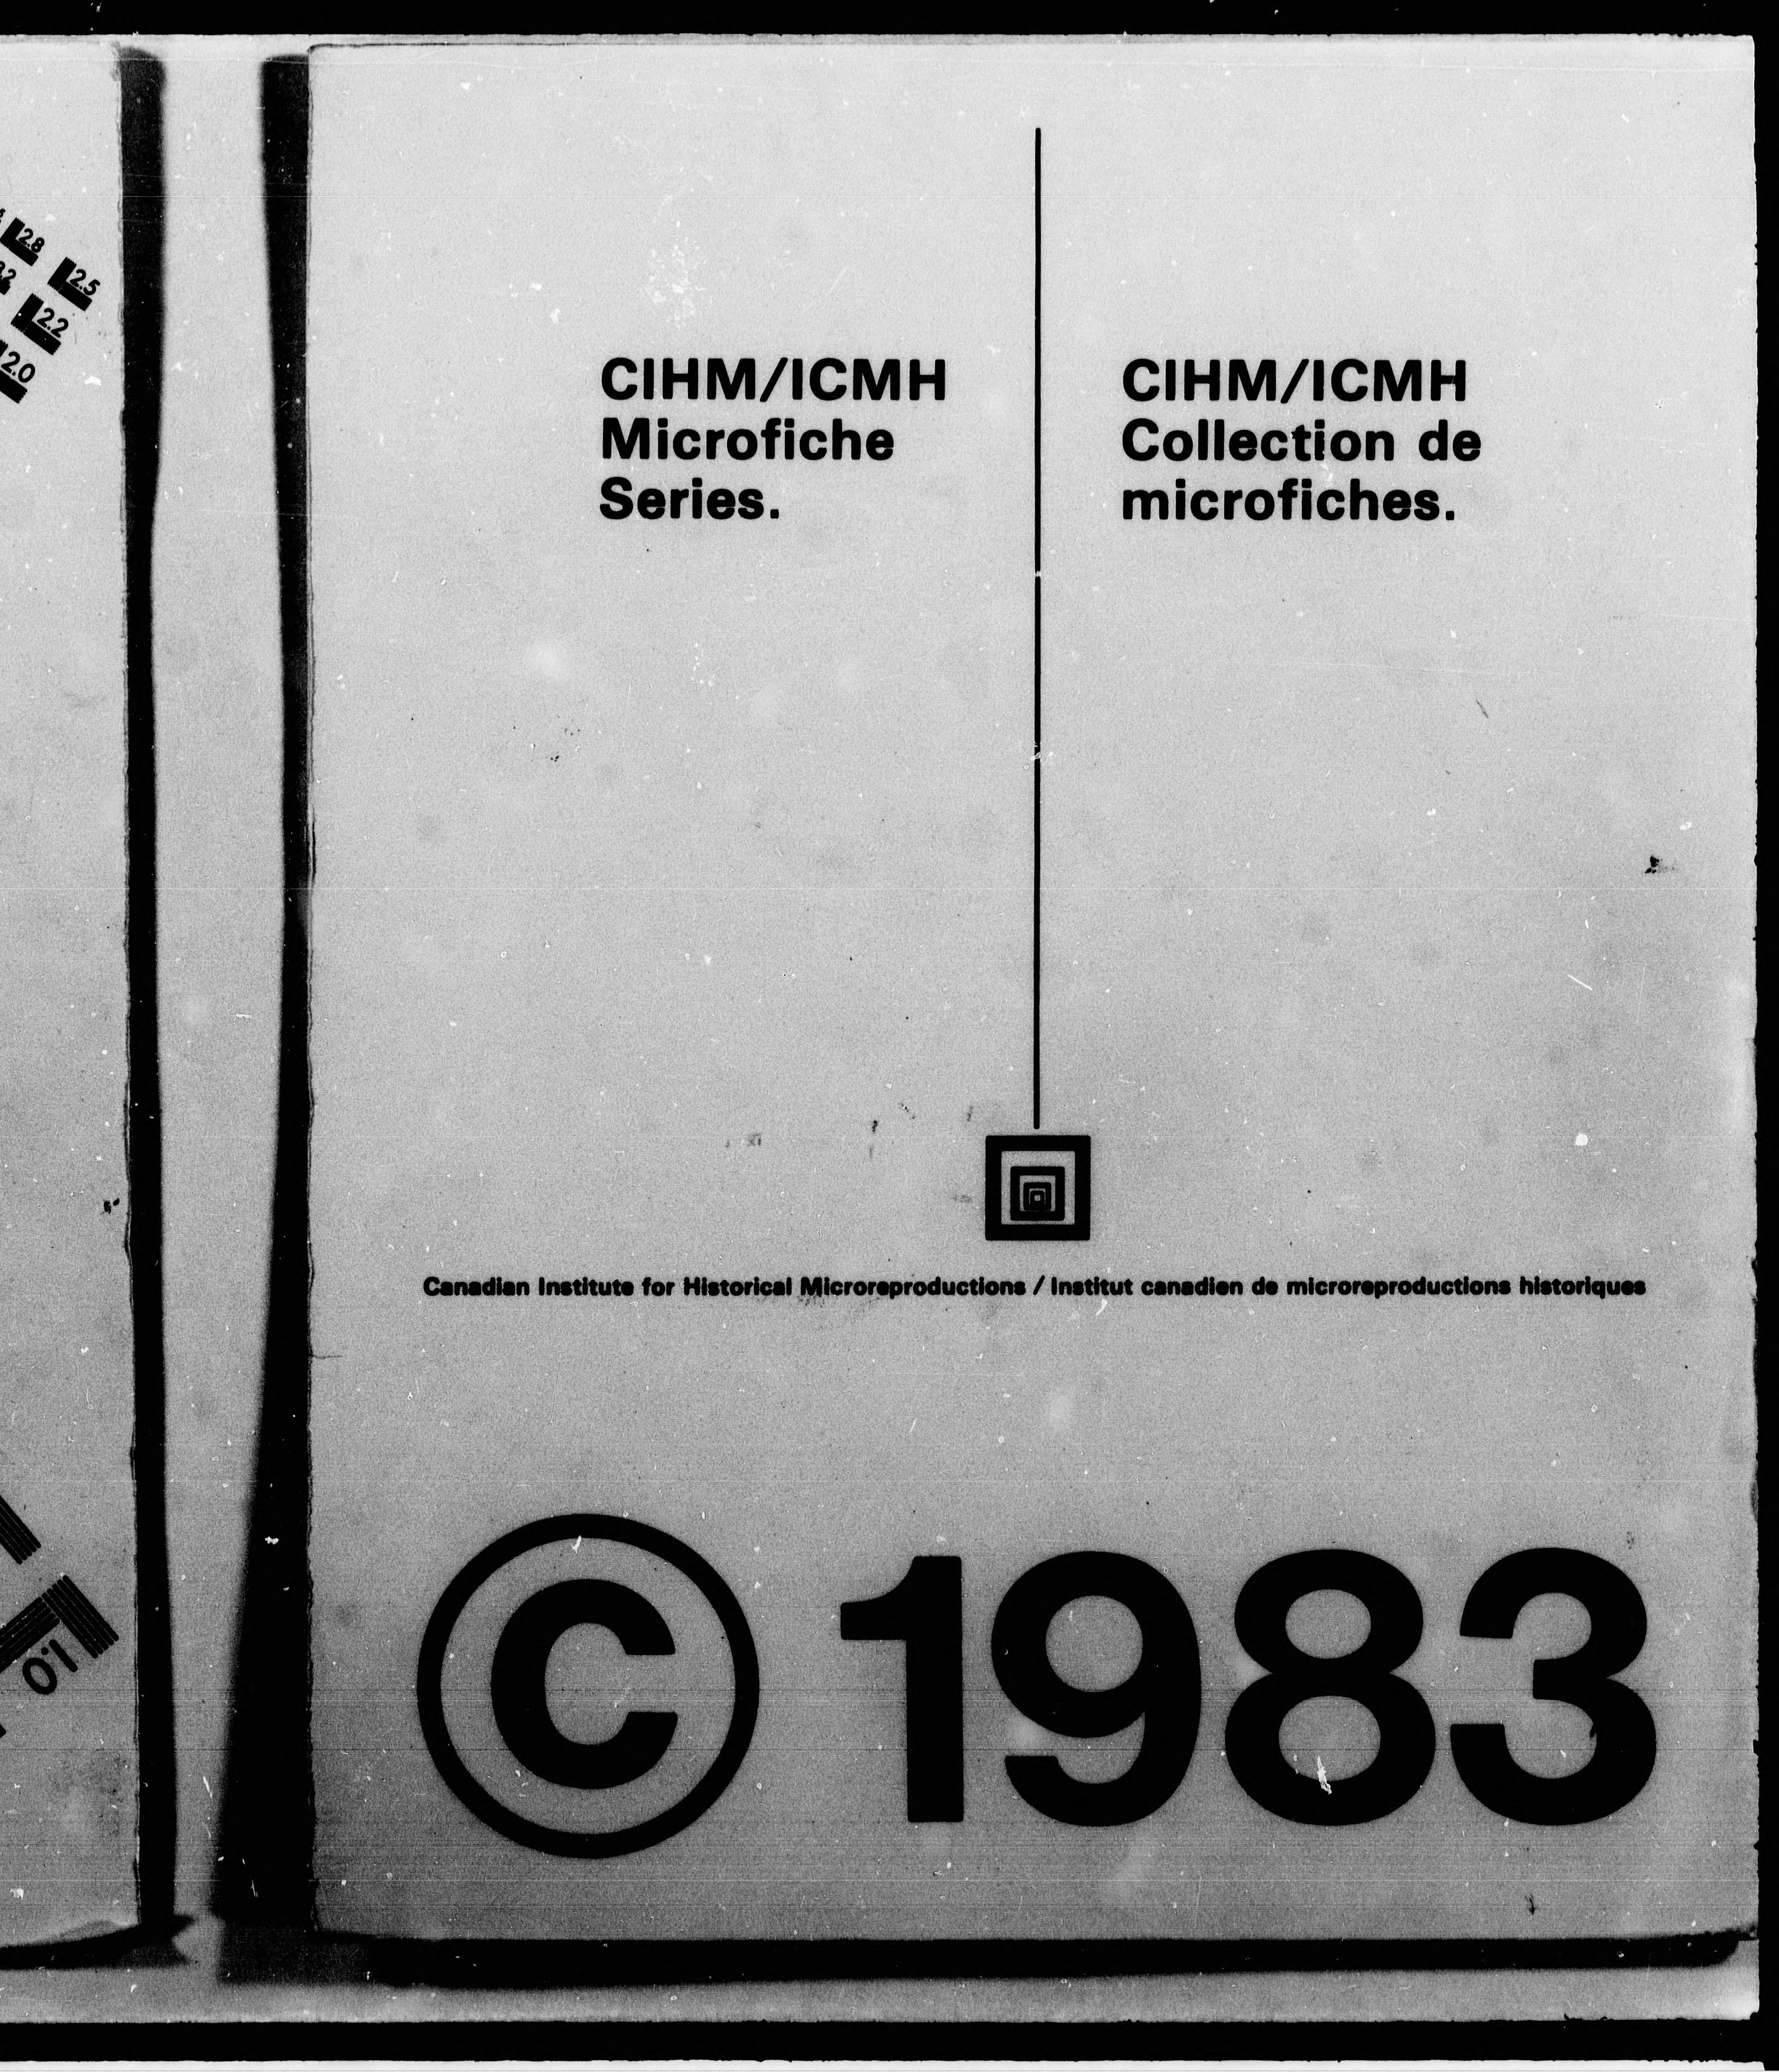 2.8
2.5
2.2
2.0
CIHM/ICMH
Microfiche
Series.
CIHM/ICMH
Collection de
microfiches.
Canadian Institute for Historical Microreproductions / Institut canadien de microreproductions historiques
© 1983
1.0